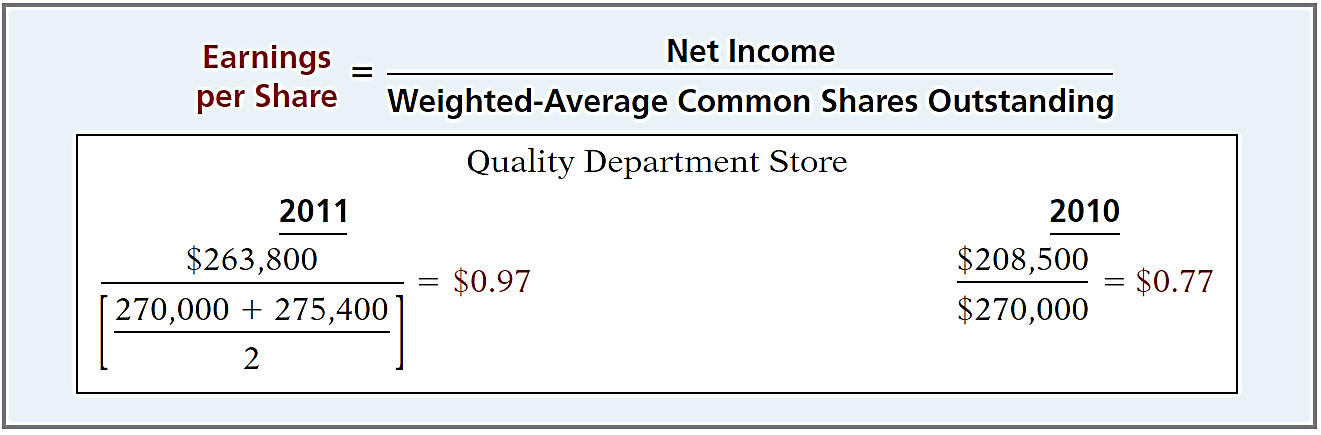 Earnings per Share = Net Income / Weighted-Average Common Shares Outstanding
Quality Department Store
2011 2010
$263,800 / [(270,000 + 275,400) / 2] = $0.97
$208,500 / $270,000 = $0.77